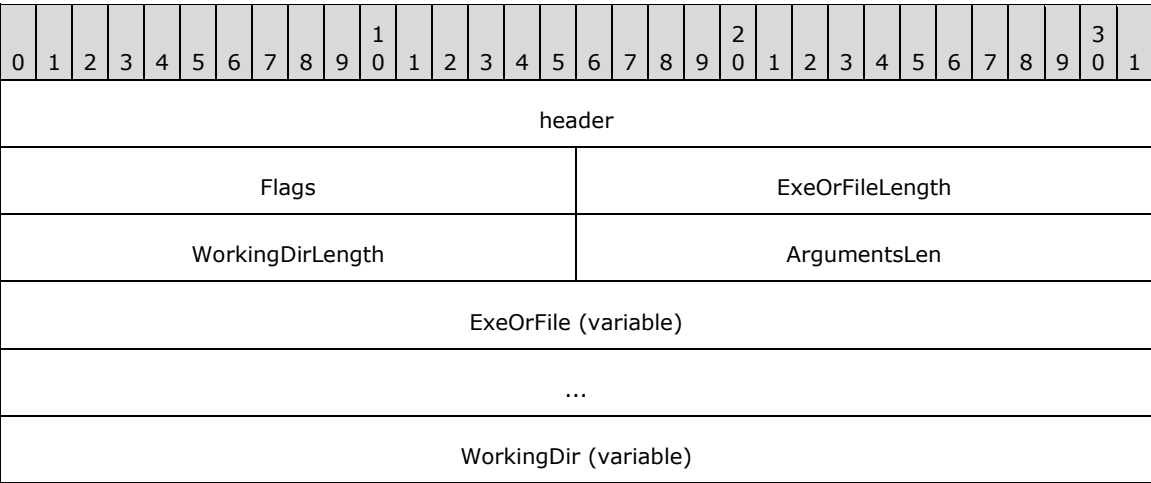 1 2 3
0 1 2 3 4 5 6 7 8 9 0 1 2 3 4 5 6 7 8 9 0 1 2 3 4 5 6 7 8 9 0 1
header
Flags ExeOrFileLength
WorkingDirLength ArgumentsLen
ExeOrFile (variable)
...
WorkingDir (variable)